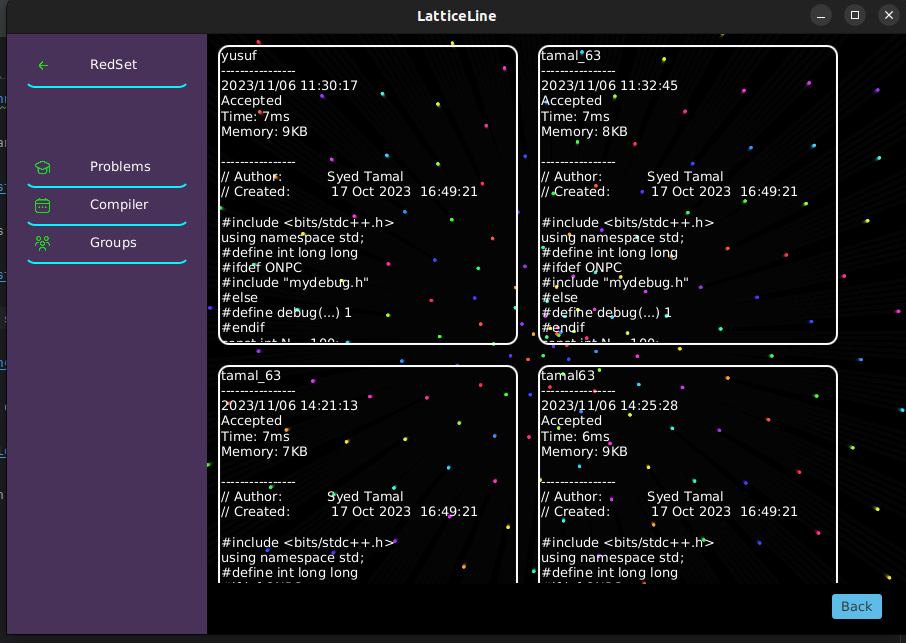 LatticeLine
RedSet
Problems
Compiler
Groups
yusuf
----------------
2023/11/06 11:30:17
Accepted
Time: 7ms
Memory: 9KB
----------------
// Author: Syed Tamal
// Created: 17 Oct 2023 16:49:21
#include <bits/stdc++.h>
using namespace std;
#define int long long
#ifdef ONPC
#include "mydebug.h"
#else
#define debug(...) 1
#endif
const int N = 100;
tamal_63
----------------
2023/11/06 11:32:45
Accepted
Time: 7ms
Memory: 8KB
----------------
// Author: Syed Tamal
// Created: 17 Oct 2023 16:49:21
#include <bits/stdc++.h>
using namespace std;
#define int long long
#ifdef ONPC
#include "mydebug.h"
#else
#define debug(...) 1
#endif
const int N = 100;
tamal_63
----------------
2023/11/06 14:21:13
Accepted
Time: 7ms
Memory: 7KB
----------------
// Author: Syed Tamal
// Created: 17 Oct 2023 16:49:21
#include <bits/stdc++.h>
using namespace std;
#define int long long
tamal63
----------------
2023/11/06 14:25:28
Accepted
Time: 6ms
Memory: 9KB
----------------
// Author: Syed Tamal
// Created: 17 Oct 2023 16:49:21
#include <bits/stdc++.h>
using namespace std;
#define int long long
Back